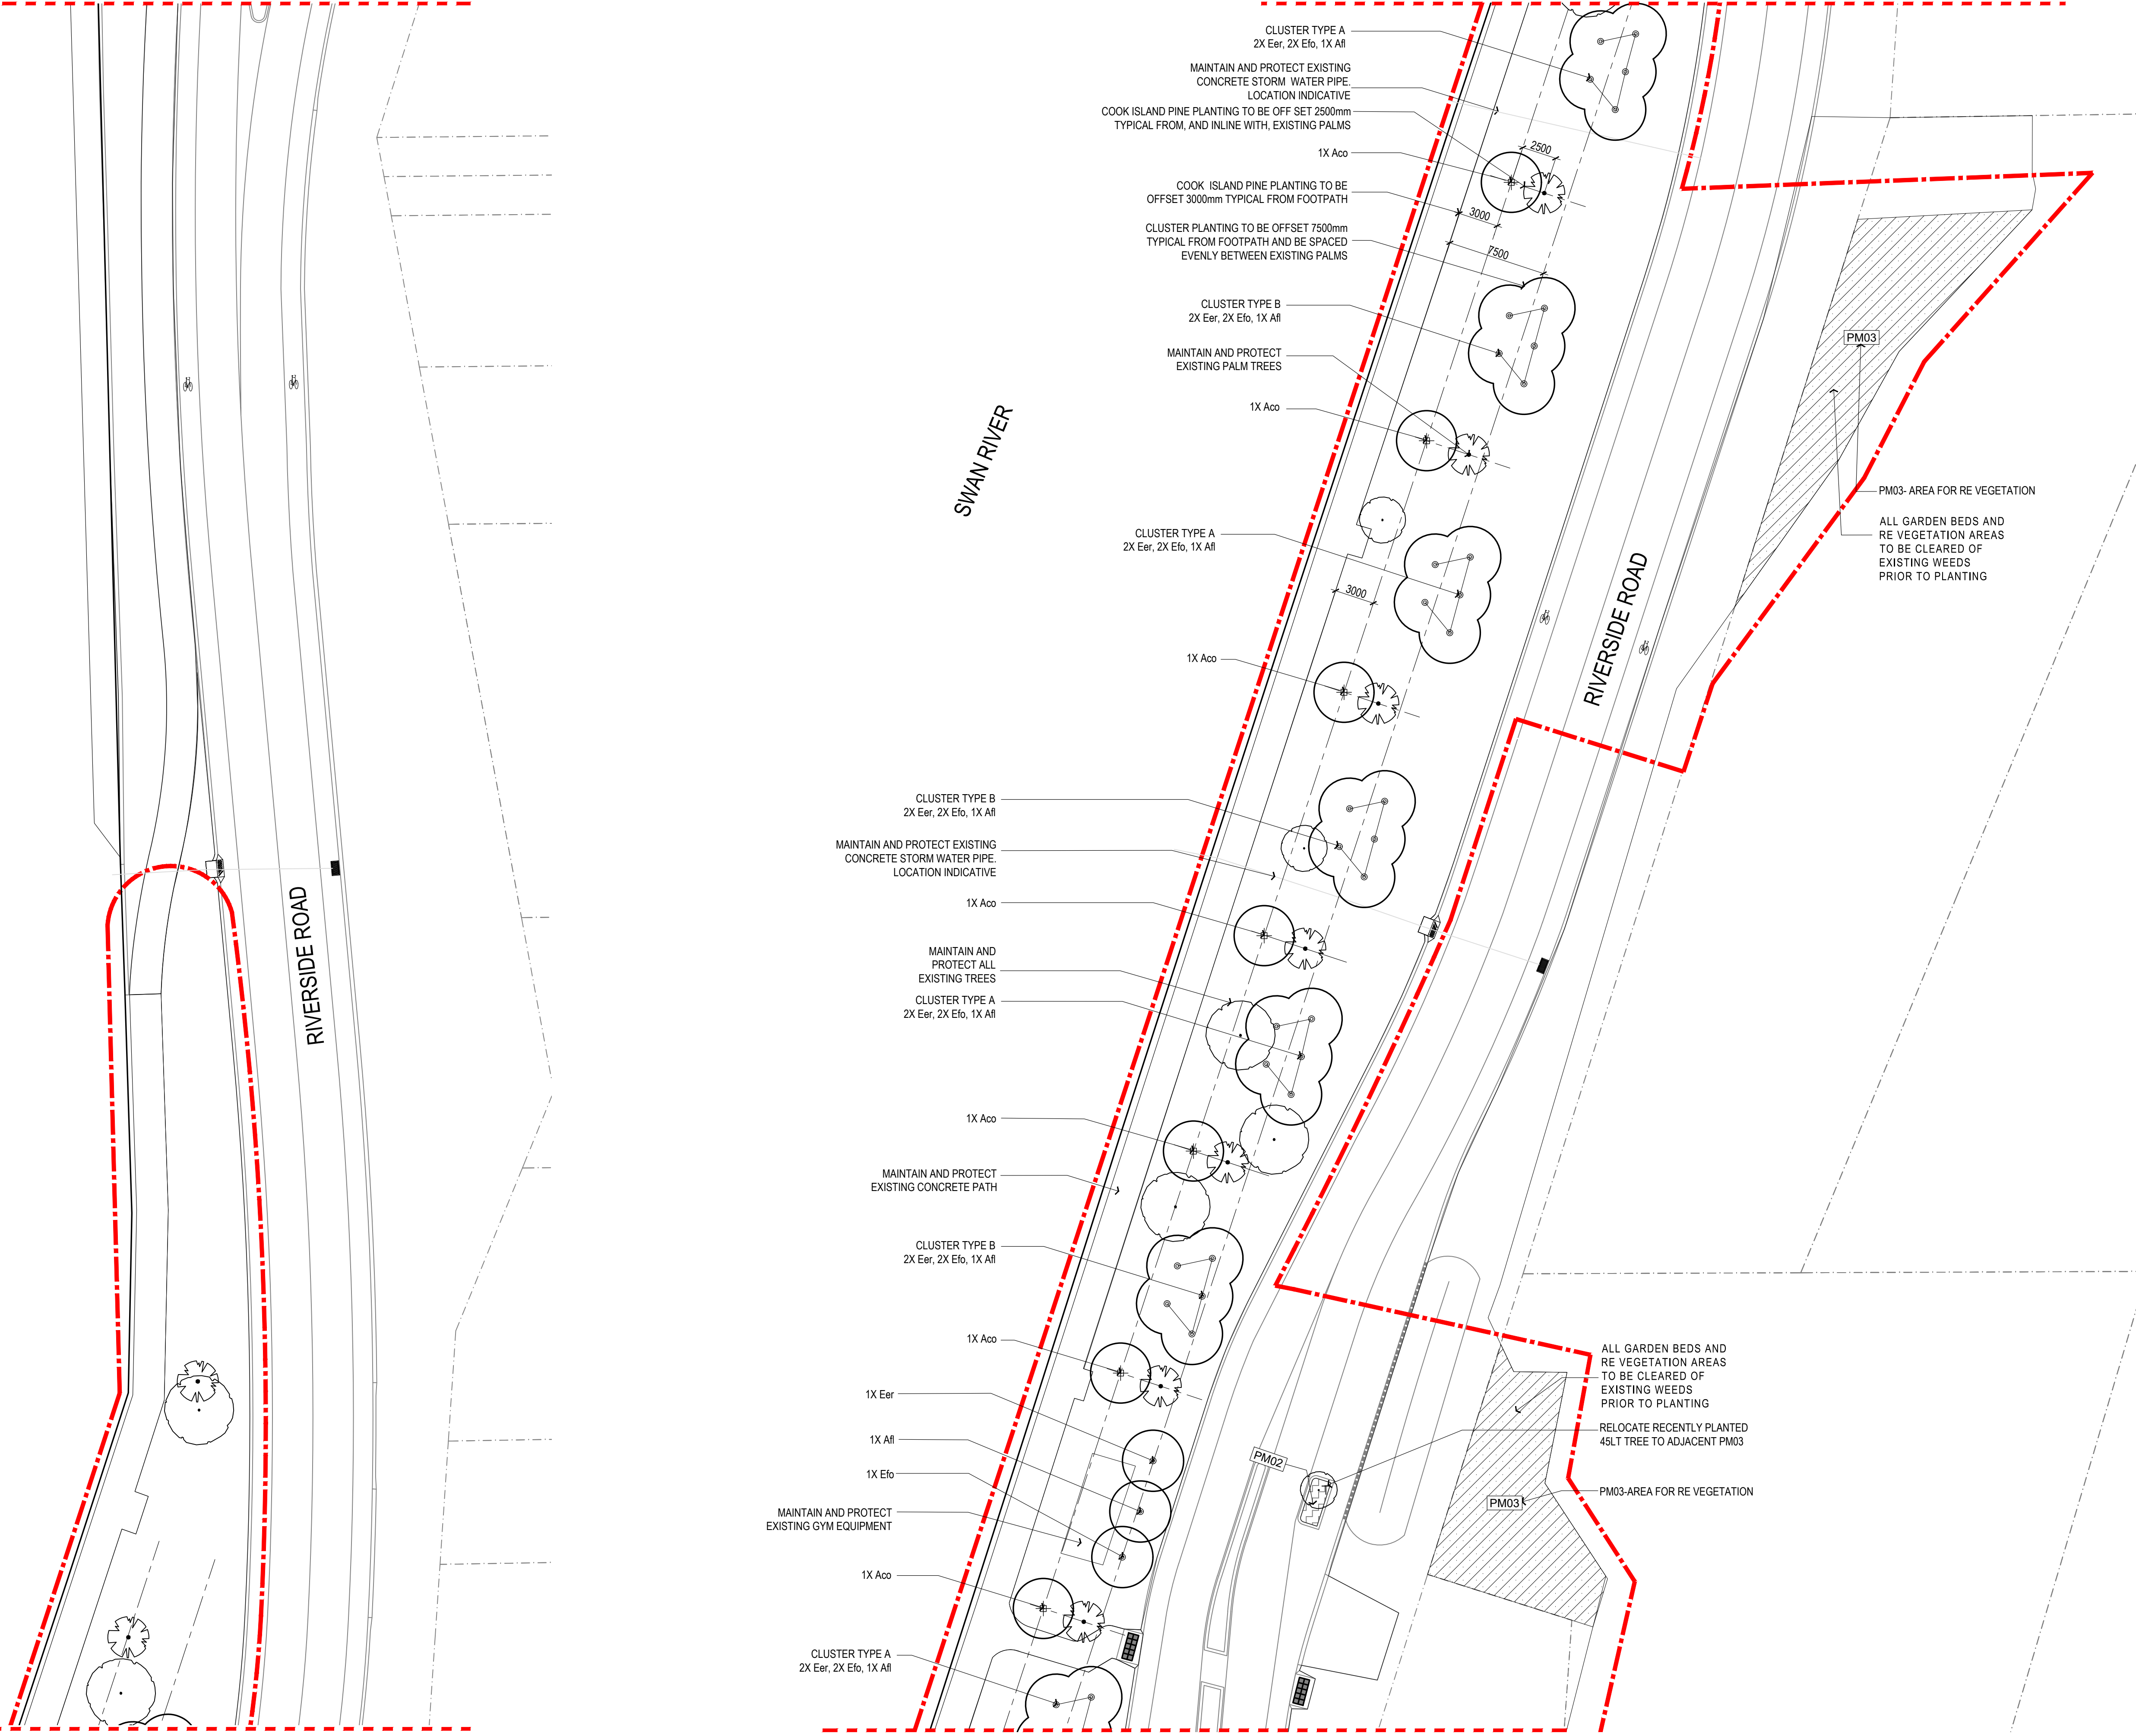 RIVERSIDE ROAD
SWAN RIVER
CLUSTER TYPE A
2X Eer, 2X Efo, 1X Afl
MAINTAIN AND PROTECT EXISTING
CONCRETE STORM WATER PIPE.
LOCATION INDICATIVE
COOK ISLAND PINE PLANTING TO BE OFF SET 2500mm
TYPICAL FROM, AND INLINE WITH, EXISTING PALMS
2500
1X Aco
COOK ISLAND PINE PLANTING TO BE
OFFSET 3000mm TYPICAL FROM FOOTPATH
3000
CLUSTER PLANTING TO BE OFFSET 7500mm
TYPICAL FROM FOOTPATH AND BE SPACED
EVENLY BETWEEN EXISTING PALMS
7500
CLUSTER TYPE B
2X Eer, 2X Efo, 1X Afl
MAINTAIN AND PROTECT
EXISTING PALM TREES
1X Aco
CLUSTER TYPE A
2X Eer, 2X Efo, 1X Afl
3000
1X Aco
CLUSTER TYPE B
2X Eer, 2X Efo, 1X Afl
MAINTAIN AND PROTECT EXISTING
CONCRETE STORM WATER PIPE.
LOCATION INDICATIVE
1X Aco
MAINTAIN AND
PROTECT ALL
EXISTING TREES
CLUSTER TYPE A
2X Eer, 2X Efo, 1X Afl
1X Aco
MAINTAIN AND PROTECT
EXISTING CONCRETE PATH
CLUSTER TYPE B
2X Eer, 2X Efo, 1X Afl
1X Aco
1X Eer
1X Afl
1X Efo
MAINTAIN AND PROTECT
EXISTING GYM EQUIPMENT
1X Aco
CLUSTER TYPE A
2X Eer, 2X Efo, 1X Afl
RIVERSIDE ROAD
PM03
PM03- AREA FOR RE VEGETATION
ALL GARDEN BEDS AND
RE VEGETATION AREAS
TO BE CLEARED OF
EXISTING WEEDS
PRIOR TO PLANTING
ALL GARDEN BEDS AND
RE VEGETATION AREAS
TO BE CLEARED OF
EXISTING WEEDS
PRIOR TO PLANTING
RELOCATE RECENTLY PLANTED
45LT TREE TO ADJACENT PM03
PM02
PM03
PM03-AREA FOR RE VEGETATION